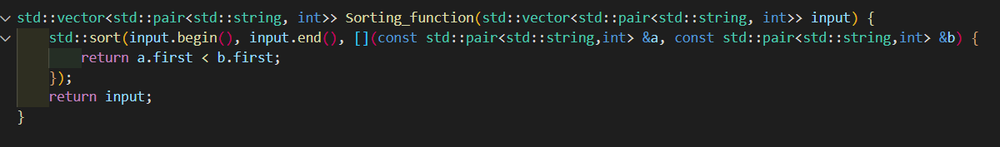 std::vector<std::pair<std::string, int>> Sorting_function(std::vector<std::pair<std::string, int>> input) {
    std::sort(input.begin(), input.end(), [](const std::pair<std::string,int> &a, const std::pair<std::string,int> &b) {
        return a.first < b.first;
    });
    return input;
}